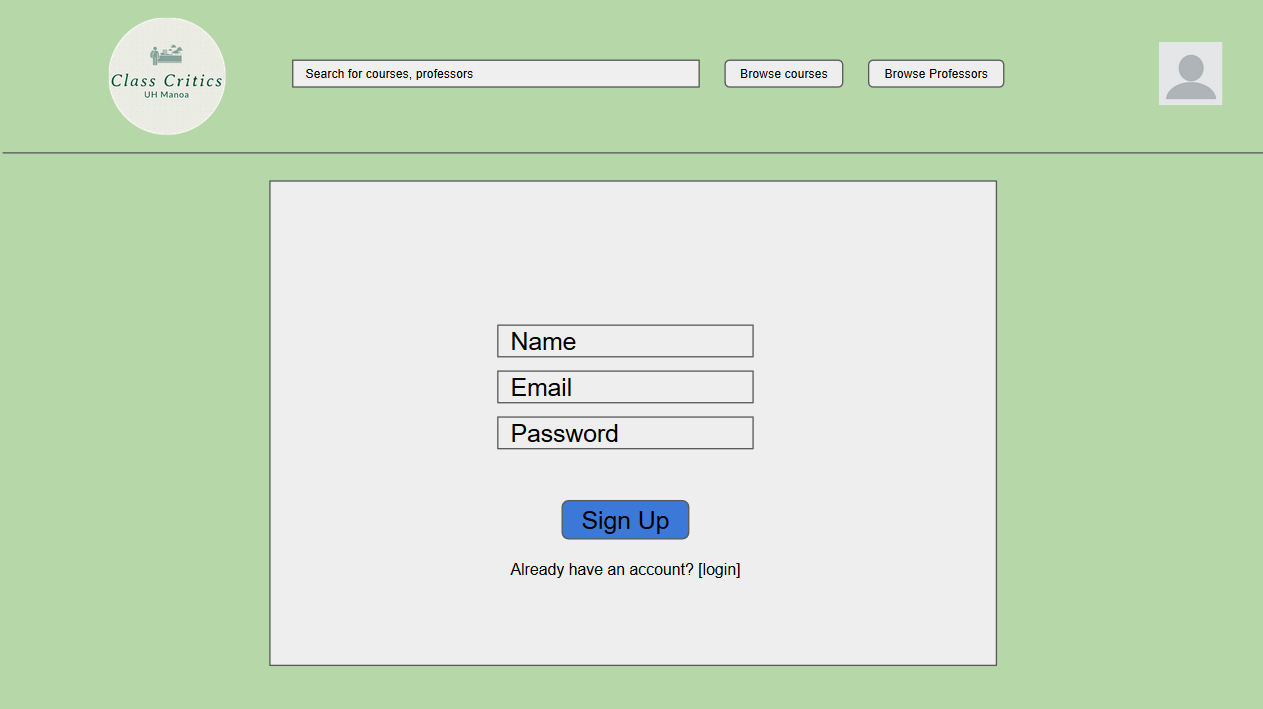 Class Critics
UH Manoa
Search for courses, professors
Browse courses
Browse Professors
Name
Email
Password
Sign Up
Already have an account? [login]